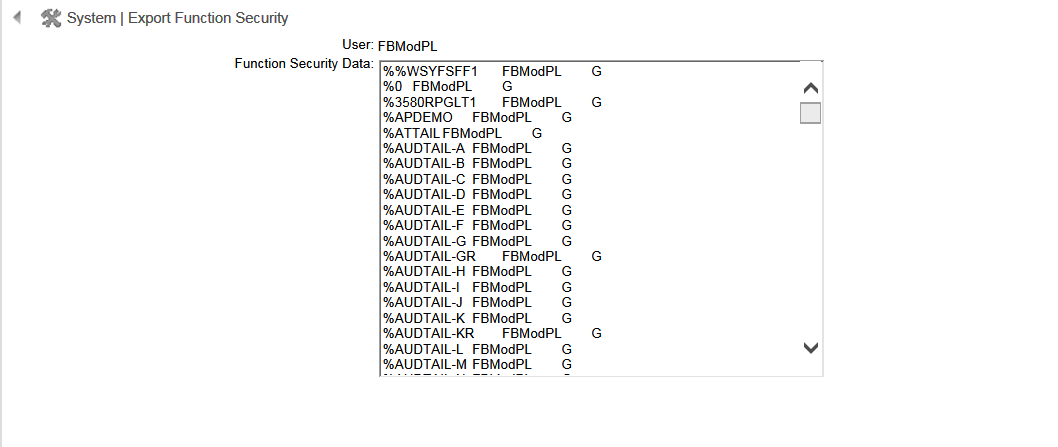 System | Export Function Security
User: FBModPL
Function Security Data:
%%WSYFSFF1 FBModPL G
%0 FBModPL G
%3580RPGLT1 FBModPL G
%APDEMO FBModPL G
%ATTAIL FBModPL G
%AUDTAIL-A FBModPL G
%AUDTAIL-B FBModPL G
%AUDTAIL-C FBModPL G
%AUDTAIL-D FBModPL G
%AUDTAIL-E FBModPL G
%AUDTAIL-F FBModPL G
%AUDTAIL-G FBModPL G
%AUDTAIL-GR FBModPL G
%AUDTAIL-H FBModPL G
%AUDTAIL-I FBModPL G
%AUDTAIL-J FBModPL G
%AUDTAIL-K FBModPL G
%AUDTAIL-KR FBModPL G
%AUDTAIL-L FBModPL G
%AUDTAIL-M FBModPL G